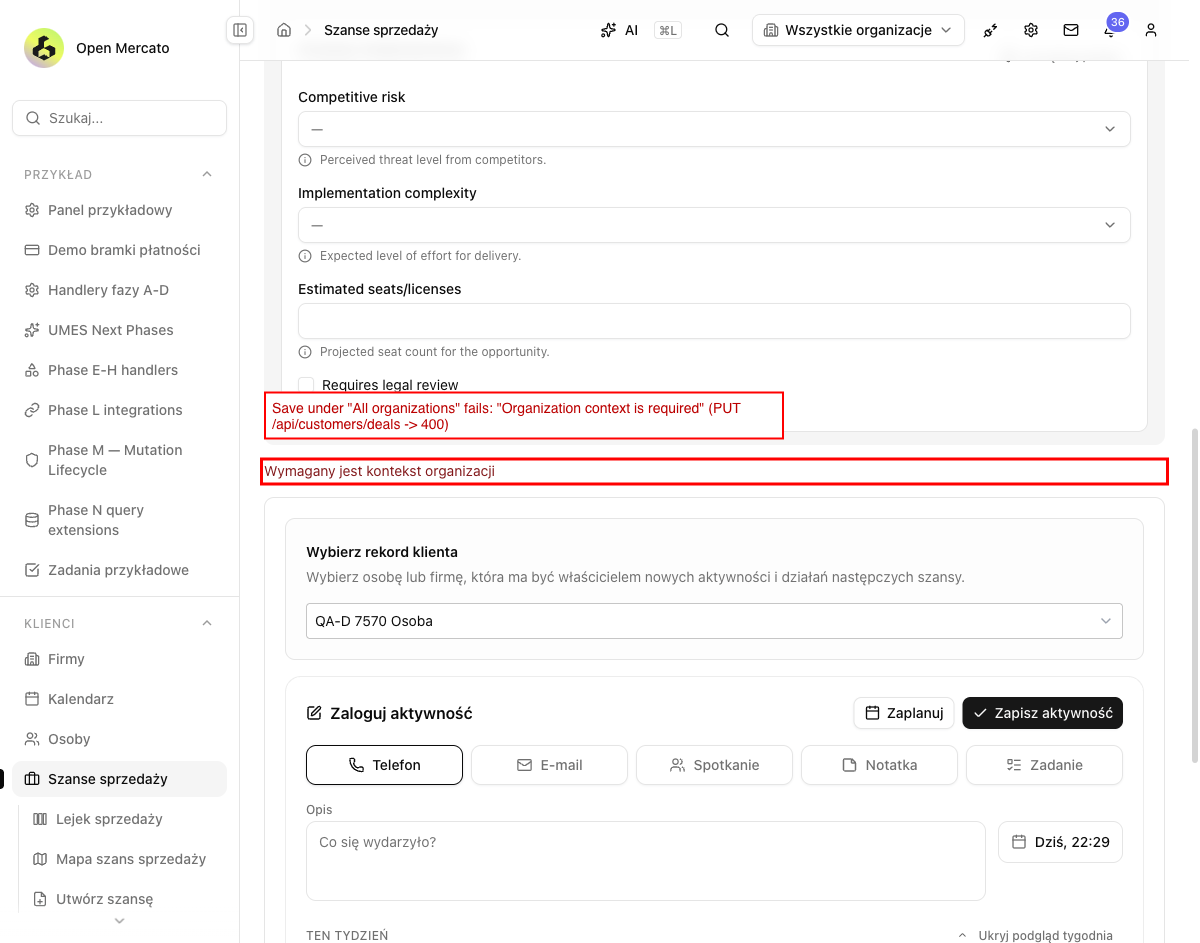 Open Mercato
Szanse sprzedaży
AI
⌘L
Wszystkie organizacje
36
Szukaj...
PRZYKŁAD
Panel przykładowy
Demo bramki płatności
Handlery fazy A-D
UMES Next Phases
Phase E-H handlers
Phase L integrations
Phase M — Mutation
Lifecycle
Phase N query
extensions
Zadania przykładowe
KLIENCI
Firmy
Kalendarz
Osoby
Szanse sprzedaży
Lejek sprzedaży
Mapa szans sprzedaży
Utwórz szansę
Competitive risk
—
Perceived threat level from competitors.
Implementation complexity
—
Expected level of effort for delivery.
Estimated seats/licenses
Projected seat count for the opportunity.
Requires legal review
Save under "All organizations" fails: "Organization context is required" (PUT
/api/customers/deals -> 400)
Wymagany jest kontekst organizacji
Wybierz rekord klienta
Wybierz osobę lub firmę, która ma być właścicielem nowych aktywności i działań następczych szansy.
QA-D 7570 Osoba
Zaloguj aktywność
Zaplanuj
Zapisz aktywność
Telefon
E-mail
Spotkanie
Notatka
Zadanie
Opis
Co się wydarzyło?
Dziś, 22:29
TEN TYDZIEŃ
Ukryj podgląd tygodnia